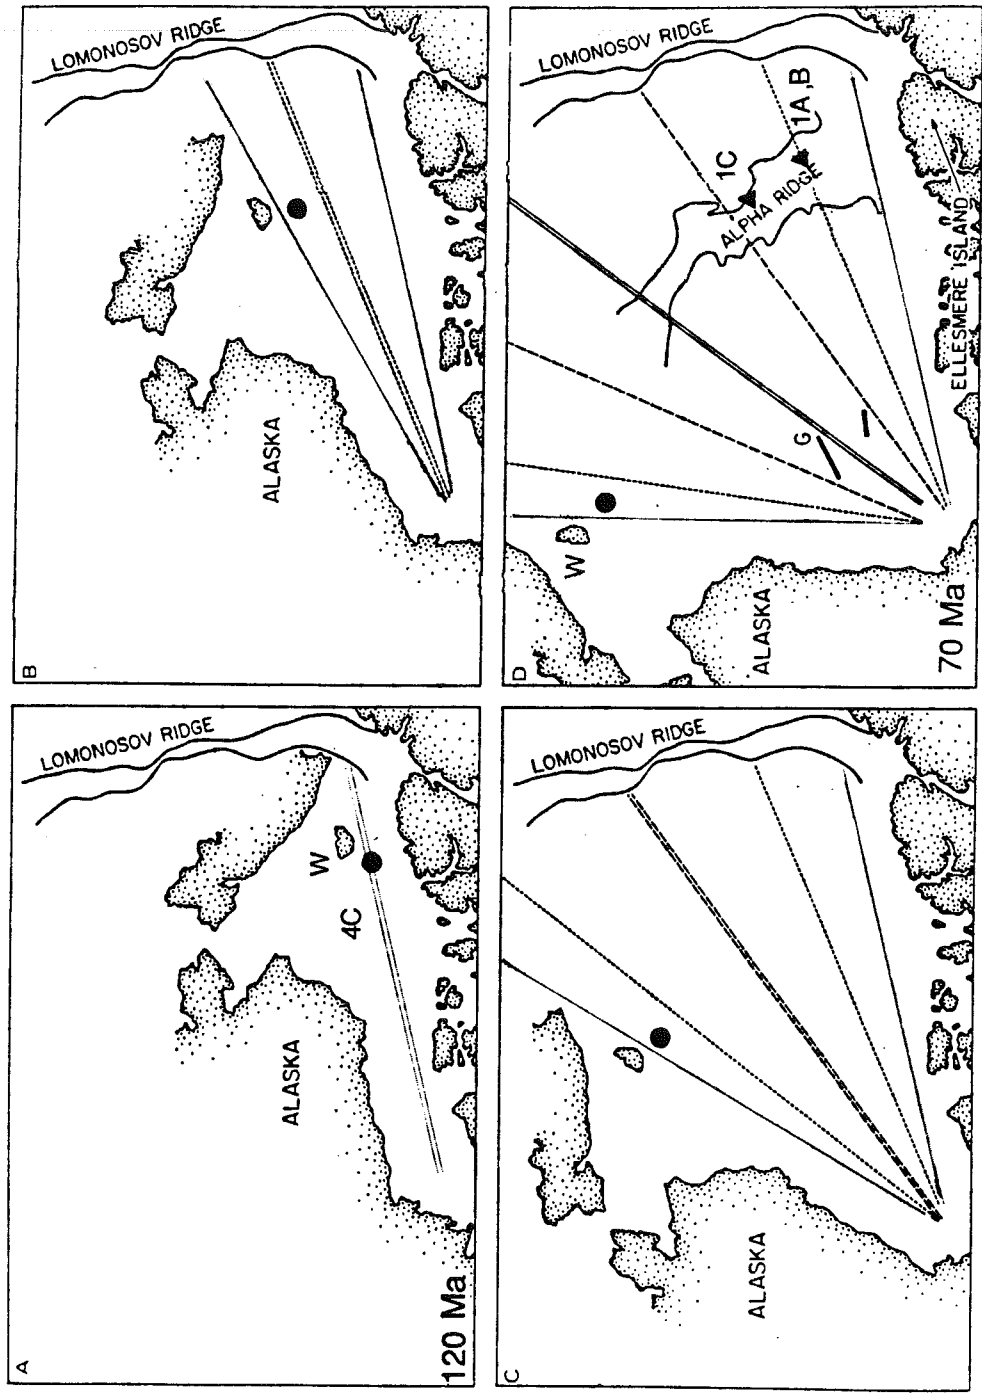 A
LOMONOSOV RIDGE
W
4C
ALASKA
120 Ma
B
LOMONOSOV RIDGE
ALASKA
C
LOMONOSOV RIDGE
ALASKA
D
LOMONOSOV RIDGE
1C
1A,B
ALPHA RIDGE
G
W
ALASKA
ELLESMERE ISLAND
70 Ma